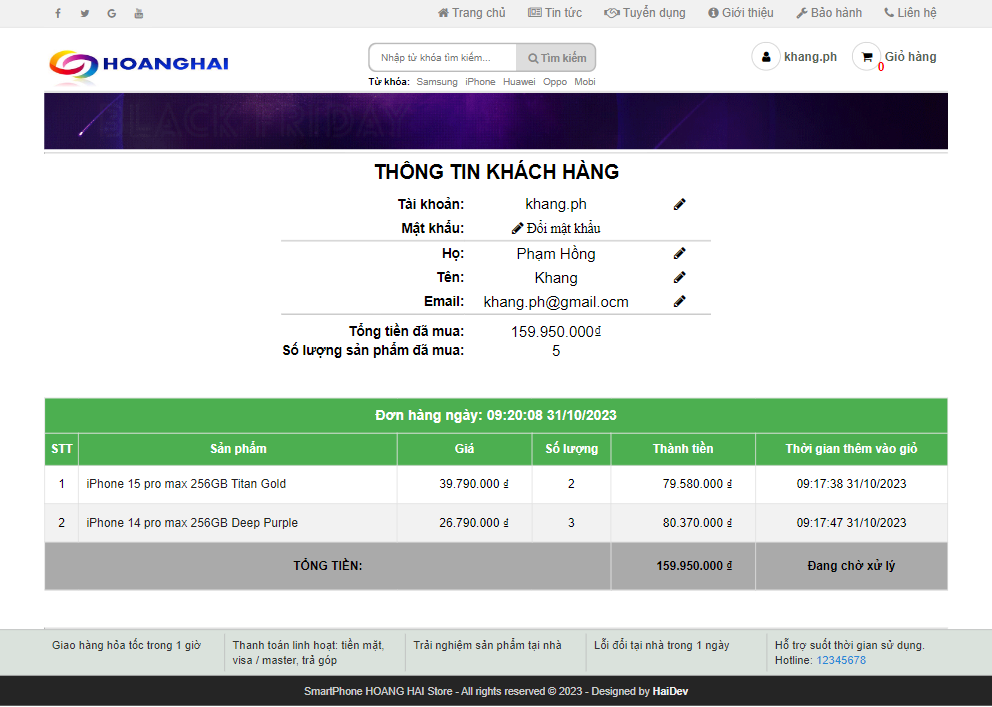 Trang chủ Tin tức Tuyển dụng Giới thiệu Bảo hành Liên hệ
HOANGHAI
Nhập từ khóa tìm kiếm... Tìm kiếm
khang.ph
Giỏ hàng
0
Từ khóa: Samsung iPhone Huawei Oppo Mobi
BLACK FRIDAY
THÔNG TIN KHÁCH HÀNG
Tài khoản: khang.ph
Mật khẩu: Đổi mật khẩu
Họ: Phạm Hồng
Tên: Khang
Email: khang.ph@gmail.ocm
Tổng tiền đã mua: 159.950.000₫
Số lượng sản phẩm đã mua: 5
Đơn hàng ngày: 09:20:08 31/10/2023
STT Sản phẩm Giá Số lượng Thành tiền Thời gian thêm vào giỏ
1 iPhone 15 pro max 256GB Titan Gold 39.790.000 ₫ 2 79.580.000 ₫ 09:17:38 31/10/2023
2 iPhone 14 pro max 256GB Deep Purple 26.790.000 ₫ 3 80.370.000 ₫ 09:17:47 31/10/2023
TỔNG TIỀN: 159.950.000 ₫ Đang chờ xử lý
Giao hàng hỏa tốc trong 1 giờ
Thanh toán linh hoạt: tiền mặt,
visa / master, trả góp
Trải nghiệm sản phẩm tại nhà
Lỗi đổi tại nhà trong 1 ngày
Hỗ trợ suốt thời gian sử dụng.
Hotline: 12345678
SmartPhone HOANG HAI Store - All rights reserved © 2023 - Designed by HaiDev